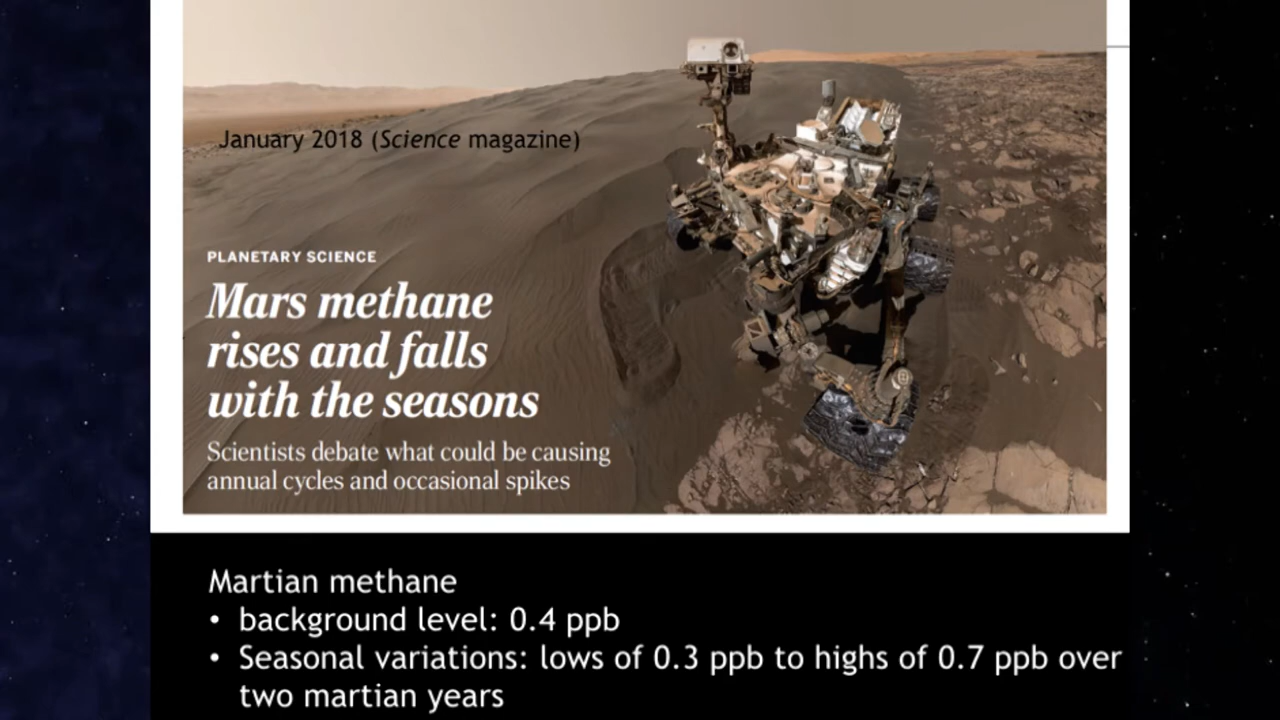 January 2018 (Science magazine)
PLANETARY SCIENCE
Mars methane
rises and falls
with the seasons
Scientists debate what could be causing
annual cycles and occasional spikes
Martian methane
• background level: 0.4 ppb
• Seasonal variations: lows of 0.3 ppb to highs of 0.7 ppb over
two martian years